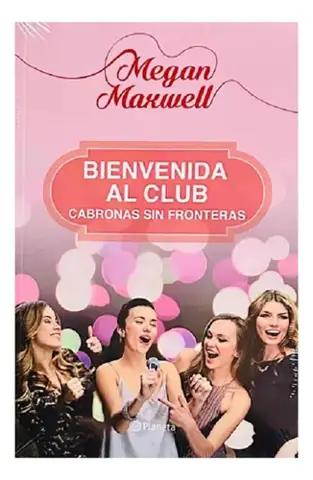 Megan
Maxwell
BIENVENIDA
AL CLUB
CABRONAS SIN FRONTERAS
Planeta